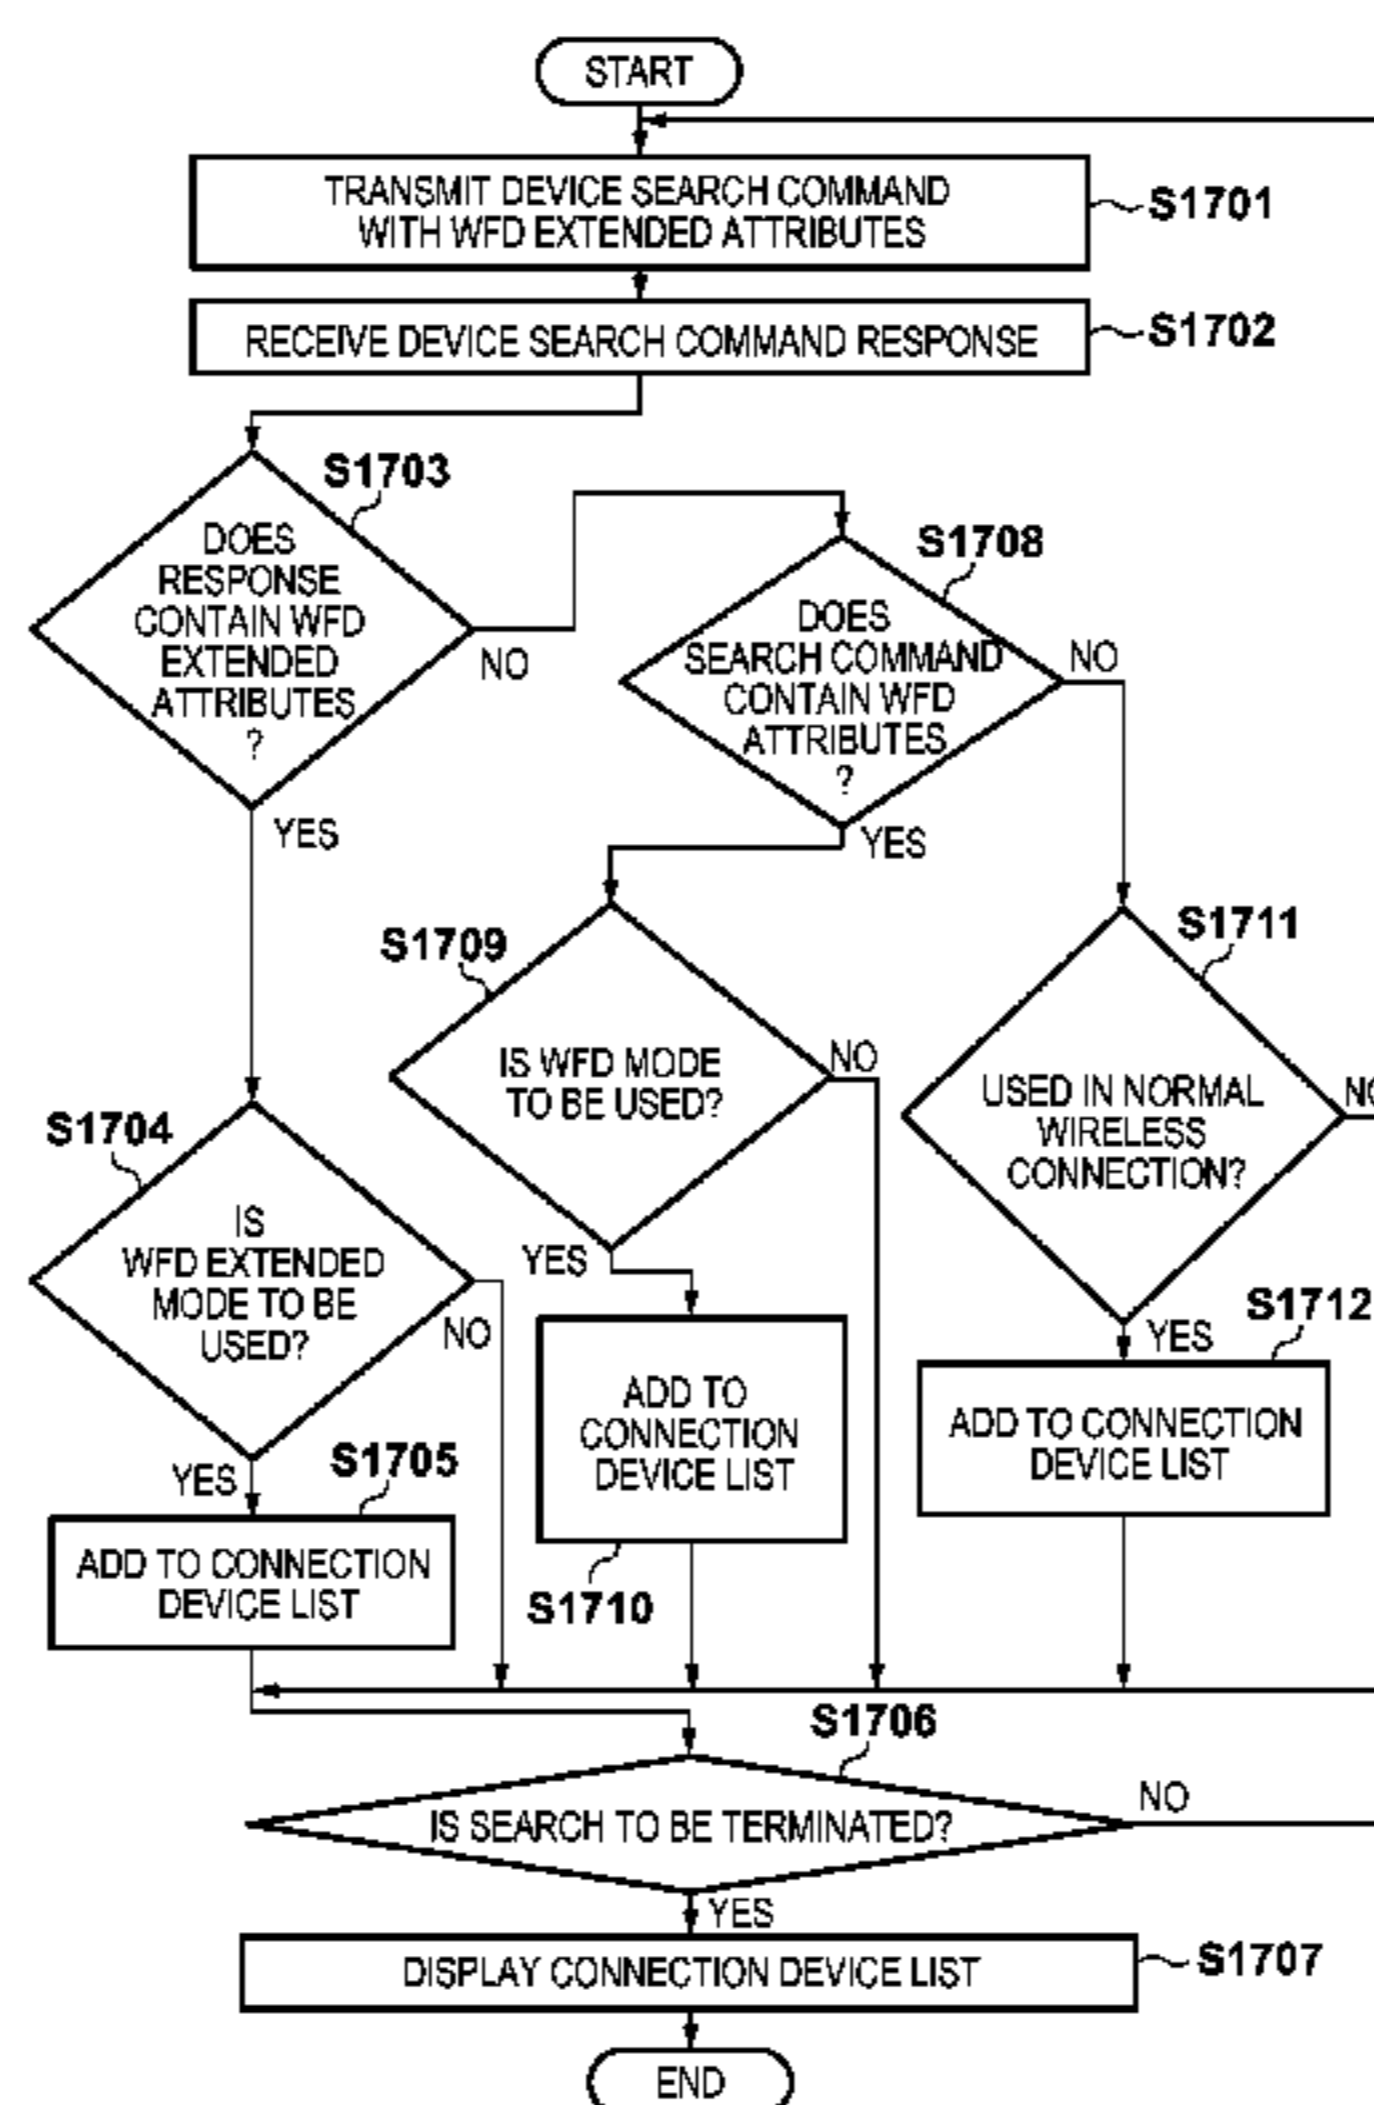 START
TRANSMIT DEVICE SEARCH COMMAND
WITH WFD EXTENDED ATTRIBUTES
S1701
RECEIVE DEVICE SEARCH COMMAND RESPONSE
S1702
S1703
DOES
RESPONSE
CONTAIN WFD
EXTENDED
ATTRIBUTES
?
NO
YES
S1708
DOES
SEARCH COMMAND
CONTAIN WFD
ATTRIBUTES
?
NO
YES
S1709
IS WFD MODE
TO BE USED?
NO
YES
S1711
USED IN NORMAL
WIRELESS
CONNECTION?
NO
YES
S1704
IS
WFD EXTENDED
MODE TO BE
USED?
NO
YES
S1705
ADD TO CONNECTION
DEVICE LIST
ADD TO
CONNECTION
DEVICE LIST
S1710
S1712
ADD TO CONNECTION
DEVICE LIST
S1706
IS SEARCH TO BE TERMINATED?
NO
YES
DISPLAY CONNECTION DEVICE LIST
S1707
END